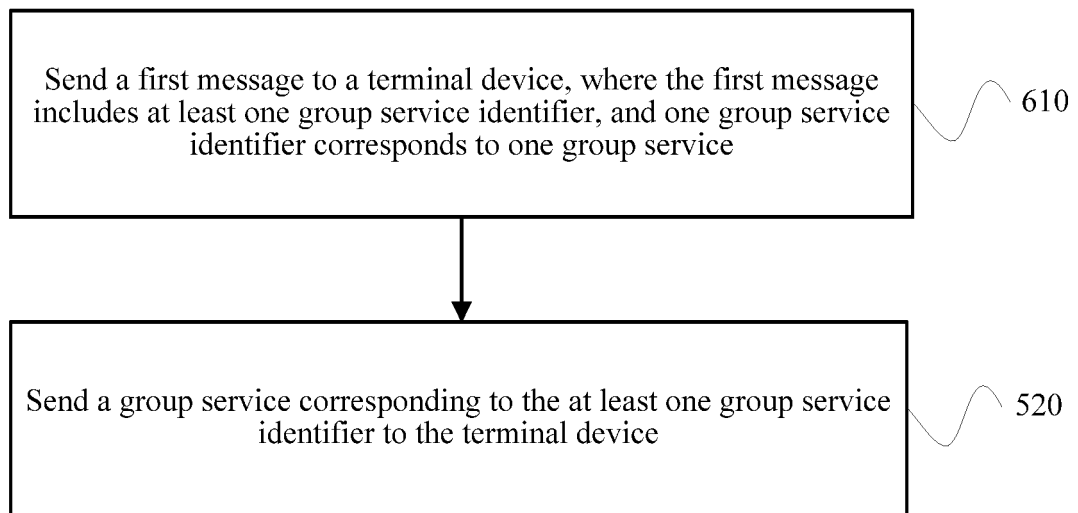 Send a first message to a terminal device, where the first message
includes at least one group service identifier, and one group service
identifier corresponds to one group service
610
Send a group service corresponding to the at least one group service
identifier to the terminal device
520